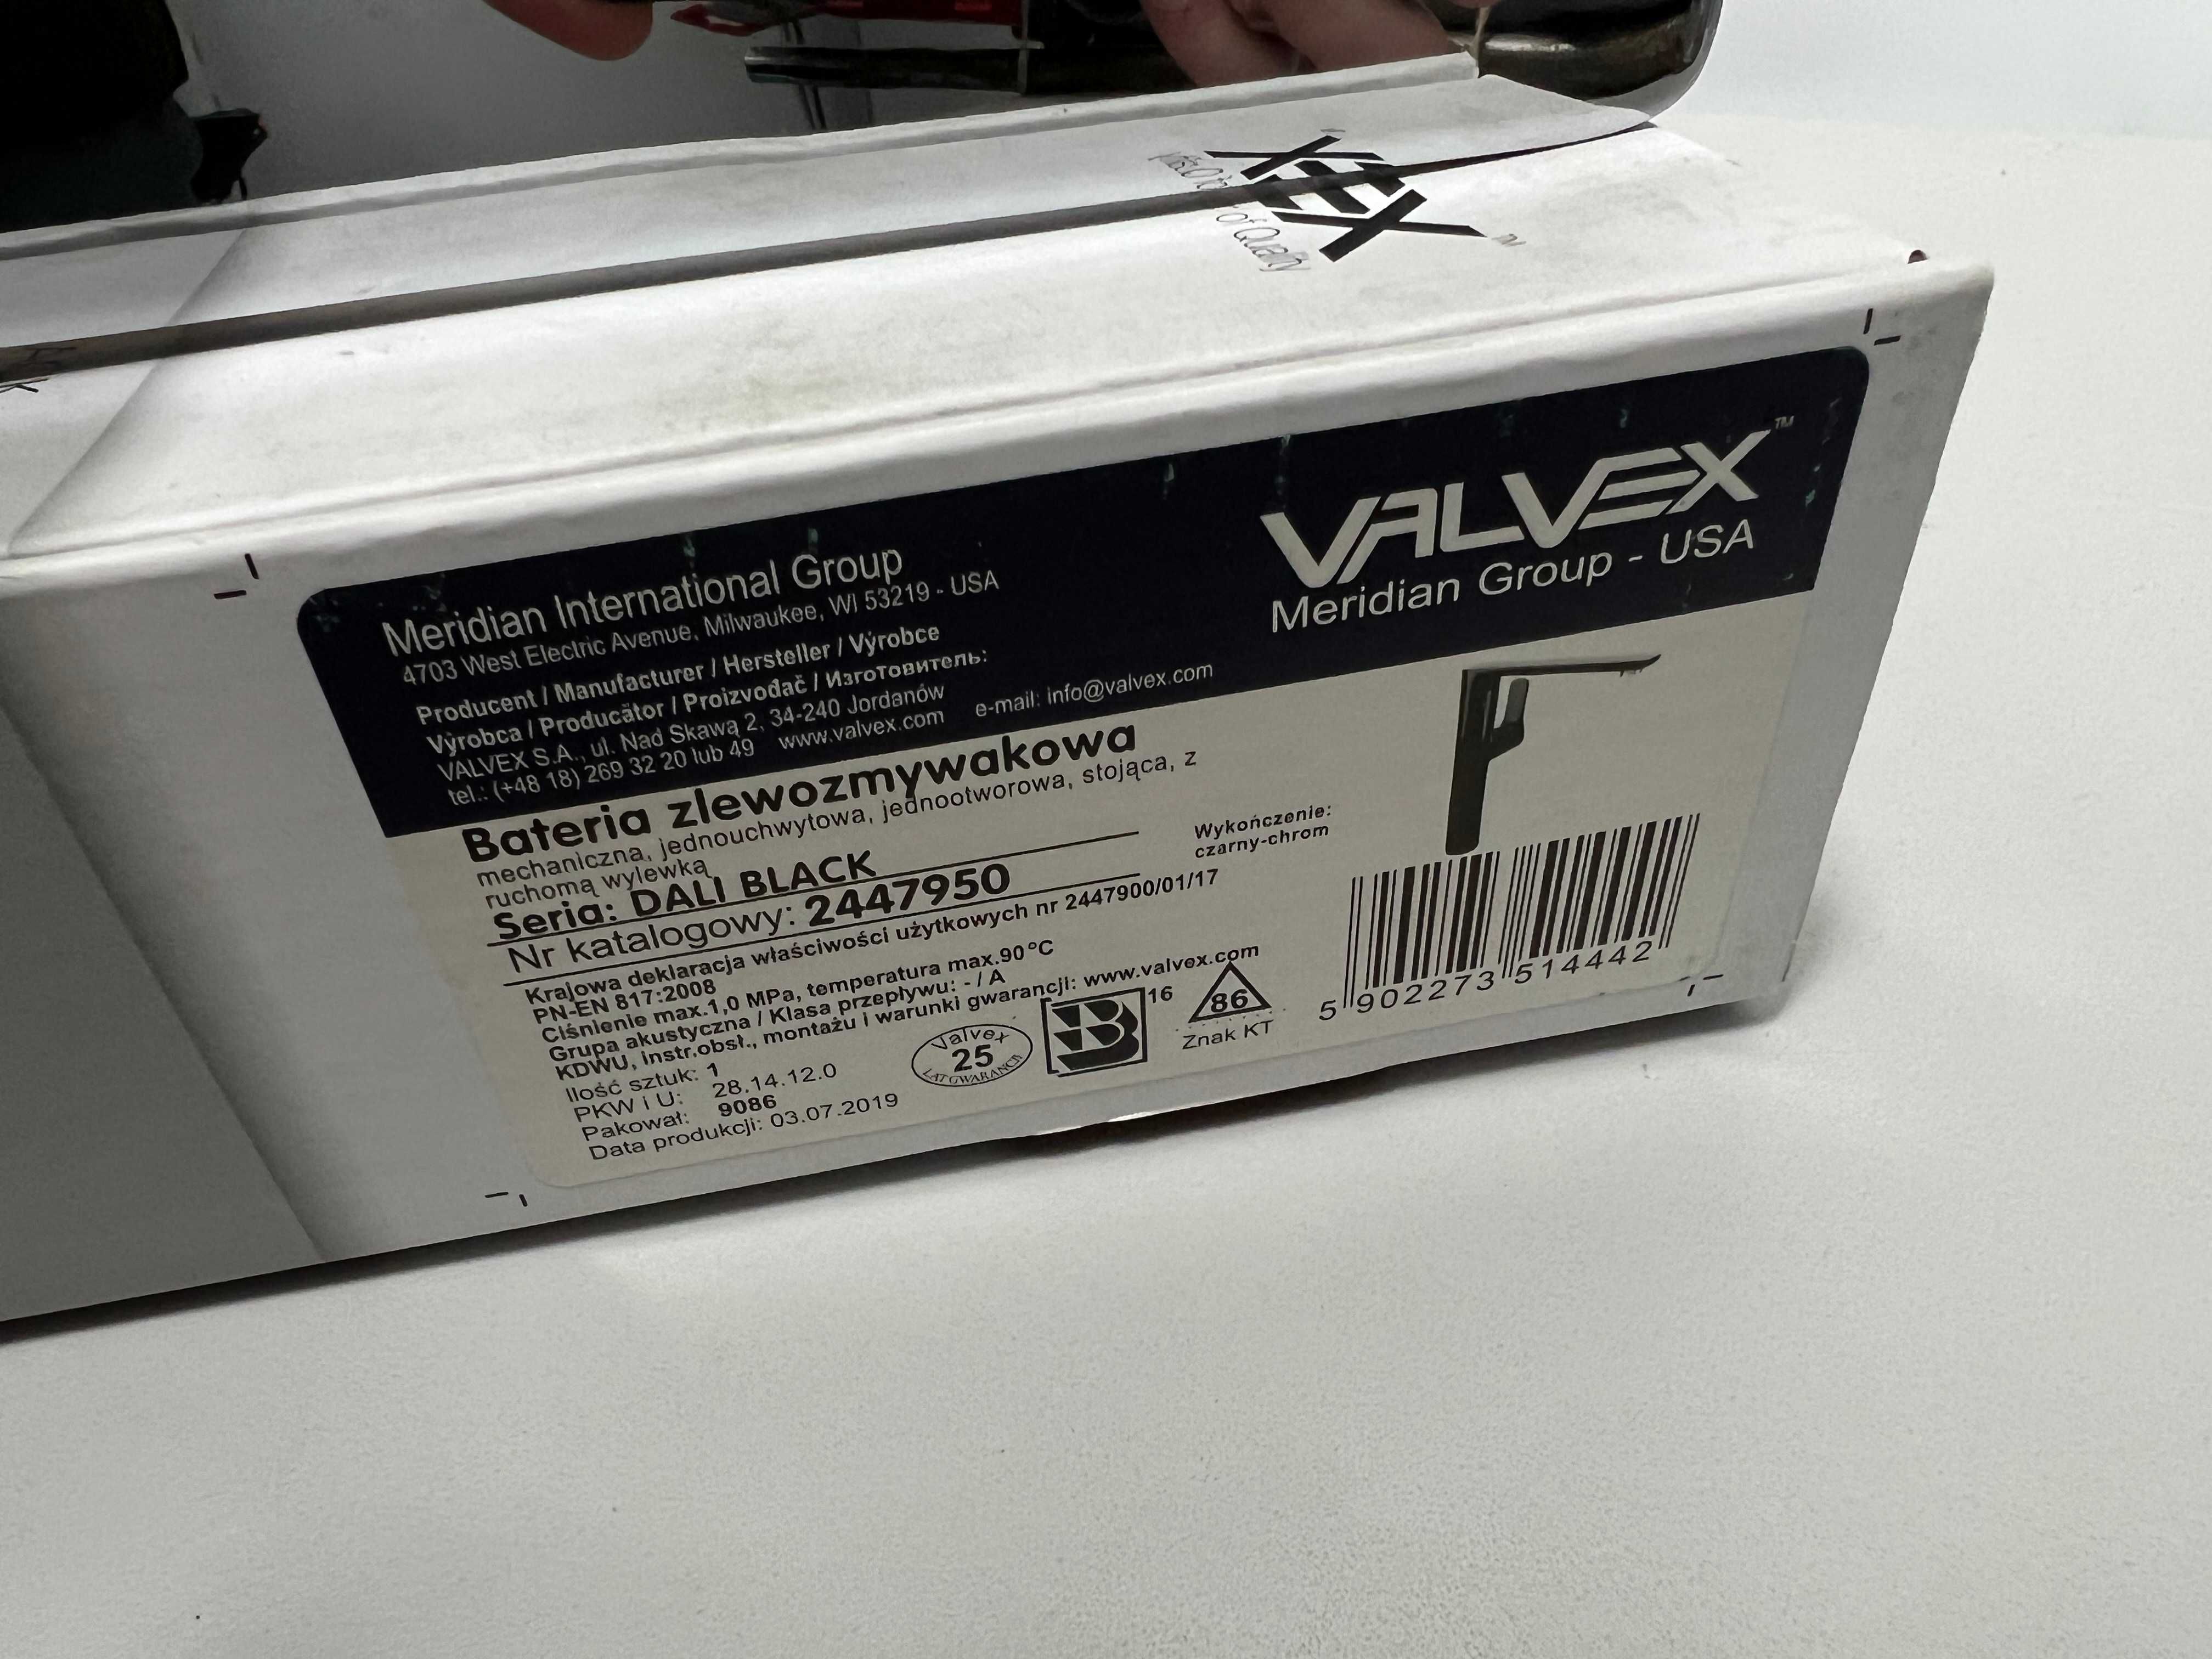 of Quality
VALVEX™
Meridian Group - USA
Meridian International Group
4703 West Electric Avenue, Milwaukee, WI 53219 - USA
Producent / Manufacturer / Hersteller / Výrobce
Výrobca / Producător / Proizvođač / Изготовитель:
VALVEX S.A., ul. Nad Skawą 2, 34-240 Jordanów
tel.: (+48 18) 269 32 20 lub 49 www.valvex.com e-mail: info@valvex.com
Bateria zlewozmywakowa
mechaniczna, jednouchwytowa, jednootworowa, stojąca, z
ruchomą wylewką
Seria: DALI BLACK
Wykończenie:
czarny-chrom
Nr katalogowy: 2447950
Krajowa deklaracja właściwości użytkowych nr 2447900/01/17
PN-EN 817:2008
Ciśnienie max.1,0 MPa, temperatura max.90°C
Grupa akustyczna / Klasa przepływu: - / A
KDWU, instr.obsł., montażu i warunki gwarancji: www.valvex.com
Ilość sztuk: 1
PKW i U: 28.14.12.0
Pakował: 9086
Data produkcji: 03.07.2019
Valvex
25
LAT GWARANCJI
B
16
86
Znak KT
5 902273 514442